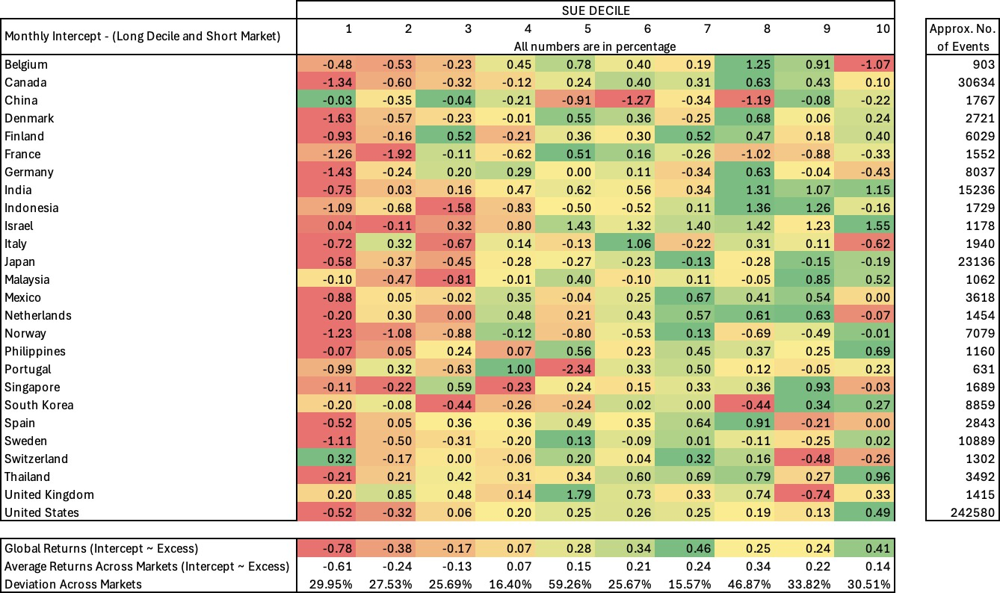 SUE DECILE
Monthly Intercept - (Long Decile and Short Market) 1 2 3 4 5 6 7 8 9 10 Approx. No.
All numbers are in percentage of Events
Belgium -0.48 -0.53 -0.23 0.45 0.78 0.40 0.19 1.25 0.91 -1.07 903
Canada -1.34 -0.60 -0.32 -0.12 0.24 0.40 0.31 0.63 0.43 0.10 30634
China -0.03 -0.35 -0.04 -0.21 -0.91 -1.27 -0.34 -1.19 -0.08 -0.22 1767
Denmark -1.63 -0.57 -0.23 -0.01 0.55 0.36 -0.25 0.68 0.06 0.24 2721
Finland -0.93 -0.16 0.52 -0.21 0.36 0.30 0.52 0.47 0.18 0.40 6029
France -1.26 -1.92 -0.11 -0.62 0.51 0.16 -0.26 -1.02 -0.88 -0.33 1552
Germany -1.43 -0.24 0.20 0.29 0.00 0.11 -0.34 0.63 -0.04 -0.43 8037
India -0.75 0.03 0.16 0.47 0.62 0.56 0.34 1.31 1.07 1.15 15236
Indonesia -1.09 -0.68 -1.58 -0.83 -0.50 -0.52 0.11 1.36 1.26 -0.16 1729
Israel 0.04 -0.11 0.32 0.80 1.43 1.32 1.40 1.42 1.23 1.55 1178
Italy -0.72 0.32 -0.67 0.14 -0.13 1.06 -0.22 0.31 0.11 -0.62 1940
Japan -0.58 -0.37 -0.45 -0.28 -0.27 -0.23 -0.13 -0.28 -0.15 -0.19 23136
Malaysia -0.10 -0.47 -0.81 -0.01 0.40 -0.10 0.11 -0.05 0.85 0.52 1062
Mexico -0.88 0.05 -0.02 0.35 -0.04 0.25 0.67 0.41 0.54 0.00 3618
Netherlands -0.20 0.30 0.00 0.48 0.21 0.43 0.57 0.61 0.63 -0.07 1454
Norway -1.23 -1.08 -0.88 -0.12 -0.80 -0.53 0.13 -0.69 -0.49 -0.01 7079
Philippines -0.07 0.05 0.24 0.07 0.56 0.23 0.45 0.37 0.25 0.69 1160
Portugal -0.99 0.32 -0.63 1.00 -2.34 0.33 0.50 0.12 -0.05 0.23 631
Singapore -0.11 -0.22 0.59 -0.23 0.24 0.15 0.33 0.36 0.93 -0.03 1689
South Korea -0.20 -0.08 -0.44 -0.26 -0.24 0.02 0.00 -0.44 0.34 0.27 8859
Spain -0.52 0.05 0.36 0.36 0.49 0.35 0.64 0.91 -0.21 0.00 2843
Sweden -1.11 -0.50 -0.31 -0.20 0.13 -0.09 0.01 -0.11 -0.25 0.02 10889
Switzerland 0.32 -0.17 0.00 -0.06 0.20 0.04 0.32 0.16 -0.48 -0.26 1302
Thailand -0.21 0.21 0.42 0.31 0.34 0.60 0.69 0.79 0.27 0.96 3492
United Kingdom 0.20 0.85 0.48 0.14 1.79 0.73 0.33 0.74 -0.74 0.33 1415
United States -0.52 -0.32 0.06 0.20 0.25 0.26 0.25 0.19 0.13 0.49 242580
Global Returns (Intercept ~ Excess) -0.78 -0.38 -0.17 0.07 0.28 0.34 0.46 0.25 0.24 0.41
Average Returns Across Markets (Intercept ~ Excess) -0.61 -0.24 -0.13 0.07 0.15 0.21 0.24 0.34 0.22 0.14
Deviation Across Markets 29.95% 27.53% 25.69% 16.40% 59.26% 25.67% 15.57% 46.87% 33.82% 30.51%